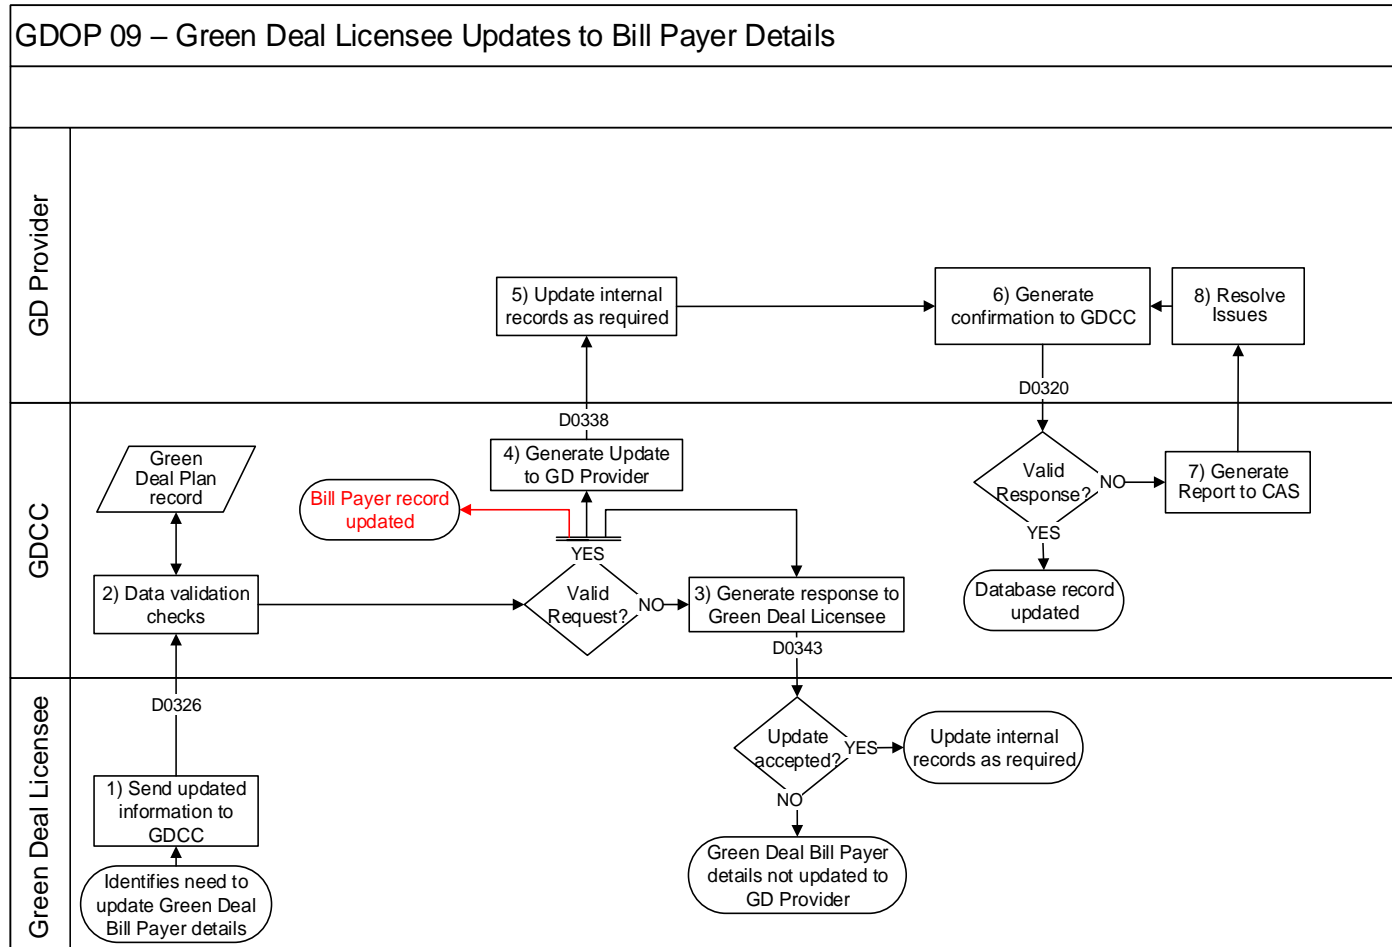 GDOP 09 – Green Deal Licensee Updates to Bill Payer Details
GD Provider
5) Update internal
records as required
6) Generate
confirmation to GDCC
8) Resolve
Issues
D0320
GDCC
D0338
Green
Deal Plan
record
4) Generate Update
to GD Provider
Bill Payer record
updated
Valid
Response?
NO
7) Generate
Report to CAS
YES
YES
2) Data validation
checks
Valid
Request?
NO
3) Generate response to
Green Deal Licensee
Database record
updated
D0343
Green Deal Licensee
D0326
Update
accepted?
YES
Update internal
records as required
1) Send updated
information to
GDCC
NO
Identifies need to
update Green Deal
Bill Payer details
Green Deal Bill Payer
details not updated to
GD Provider